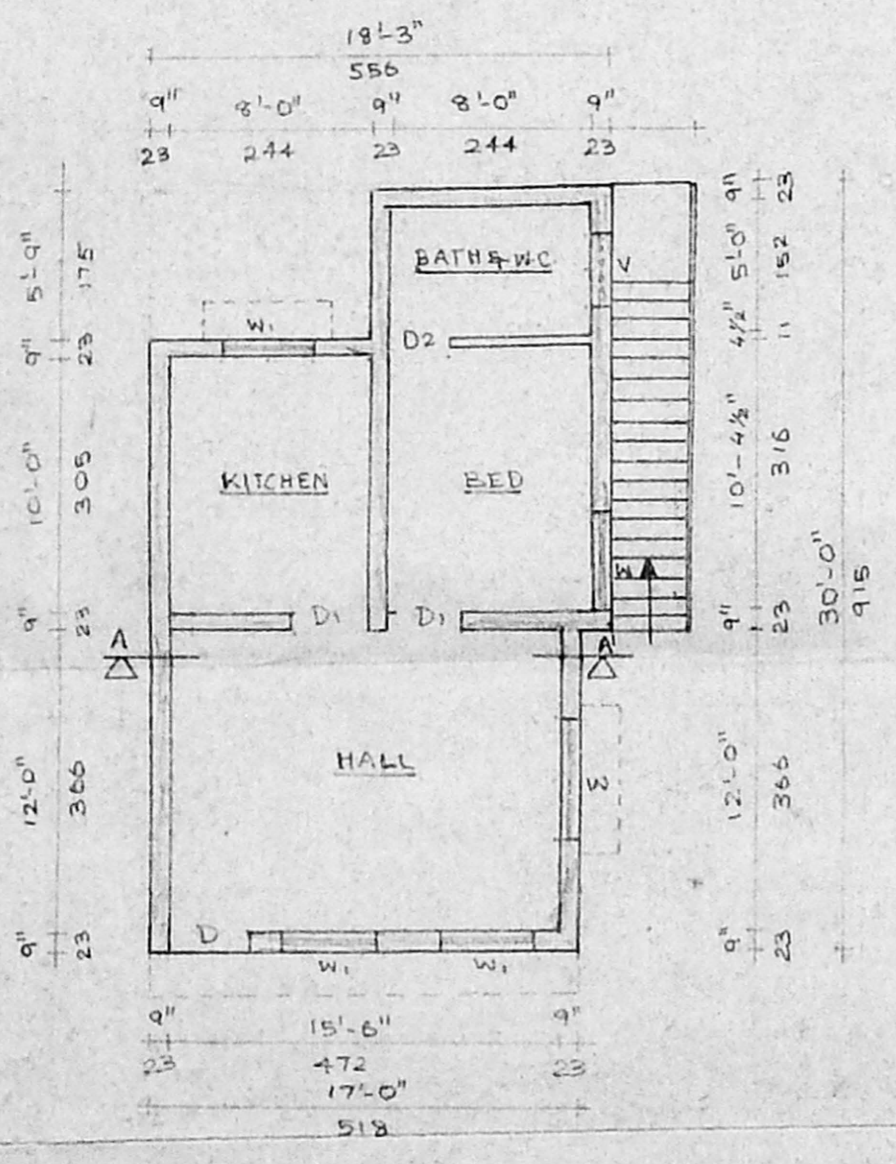 18'-3"
556
9" 8'-0" 9" 8'-0" 9"
23 244 23 244 23
5'-9" 175
9" 23
10'-0" 305
9" 23
12'-0" 366
9" 23
BATH & WC
V
W1
D2
KITCHEN
BED
W
D1
D1
A
A
HALL
W
D
W1
W1
9" 23
5'-0" 152
4½" 11
10'-4½" 316
9" 23
12'-0" 366
9" 23
30'-0"
915
9" 15'-6" 9"
23 472 23
17'-0"
518